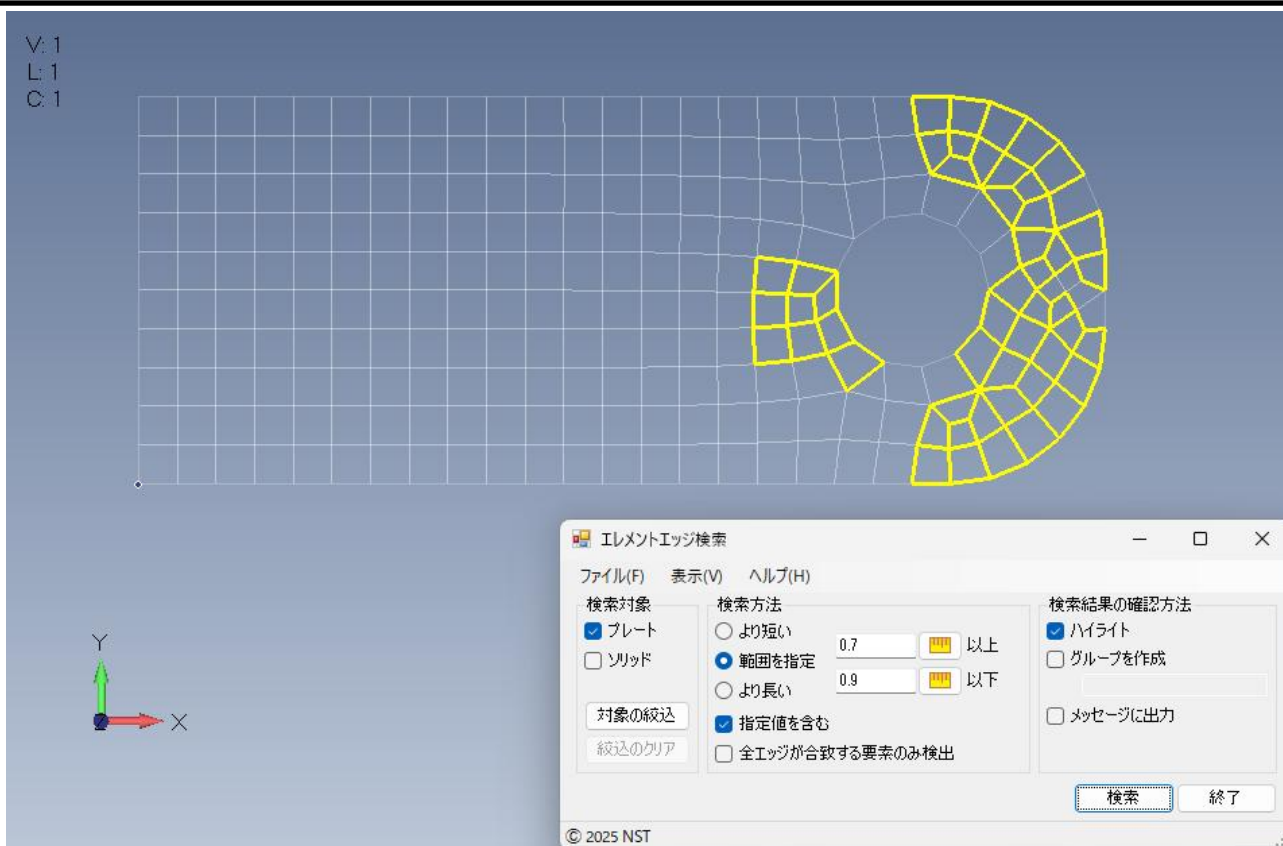 V: 1
L: 1
C: 1
Y
X
Z
エレメントエッジ検索
ファイル(F) 表示(V) ヘルプ(H)
検索対象
プレート
ソリッド
対象の絞込
絞込のクリア
検索方法
より短い
範囲を指定
より長い
0.7 以上
0.9 以下
指定値を含む
全エッジが合致する要素のみ検出
検索結果の確認方法
ハイライト
グループを作成
メッセージに出力
検索 終了
© 2025 NST